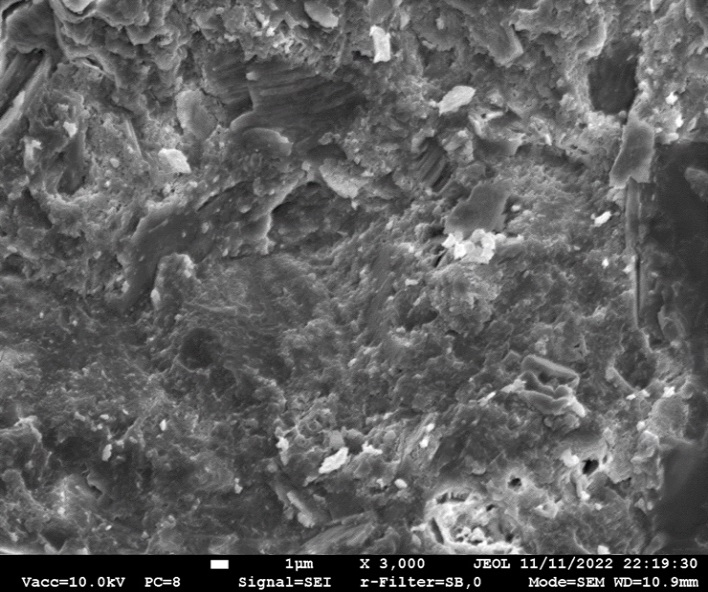 1µm X 3,000 JEOL 11/11/2022 22:19:30
Vacc=10.0kV PC=8 Signal=SEI r-Filter=SB,0 Mode=SEM WD=10.9mm